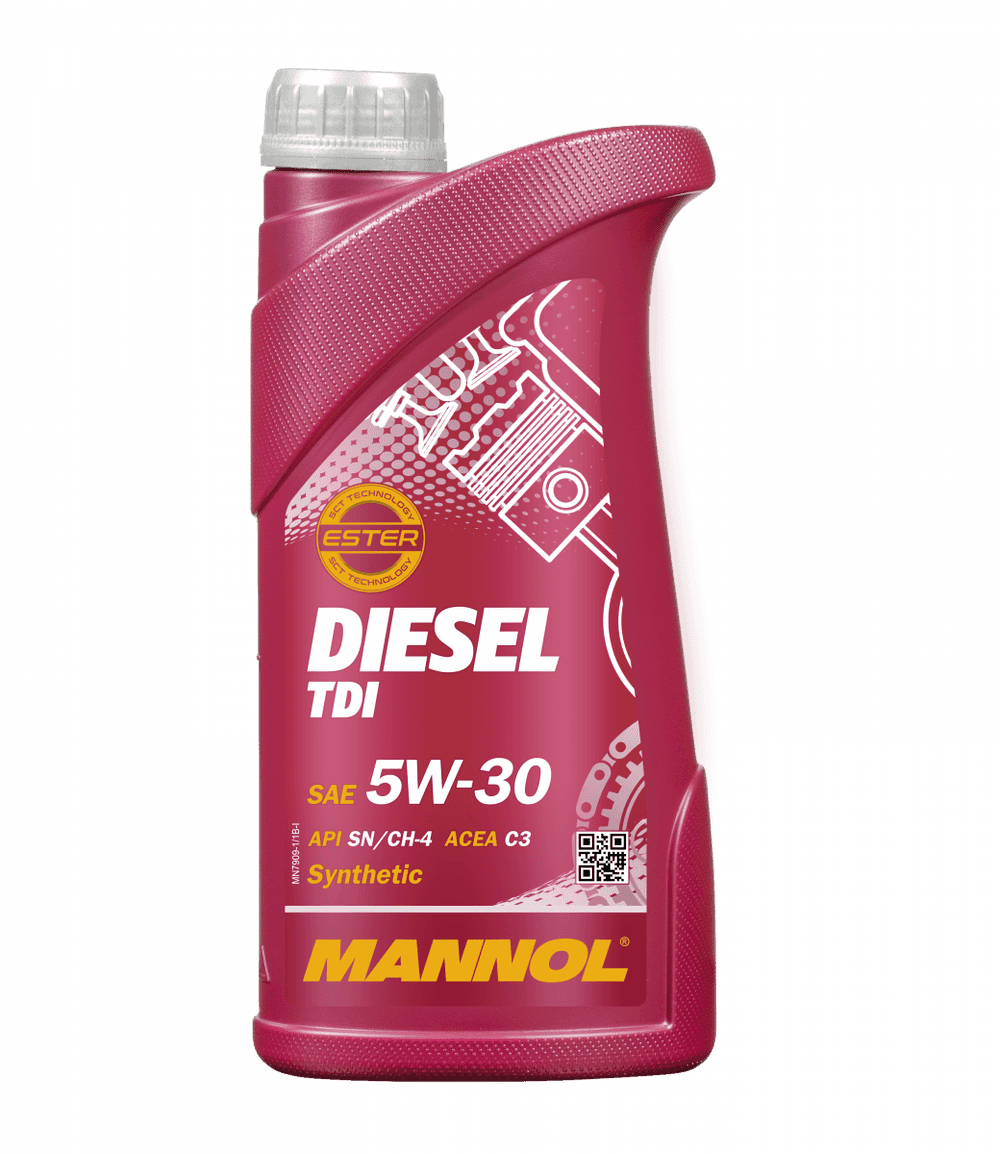 SCT TECHNOLOGY
ESTER
SCT TECHNOLOGY
DIESEL
TDI
SAE 5W-30
API SN/CH-4 ACEA C3
Synthetic
MN7909-1/1B-I
MANNOL®